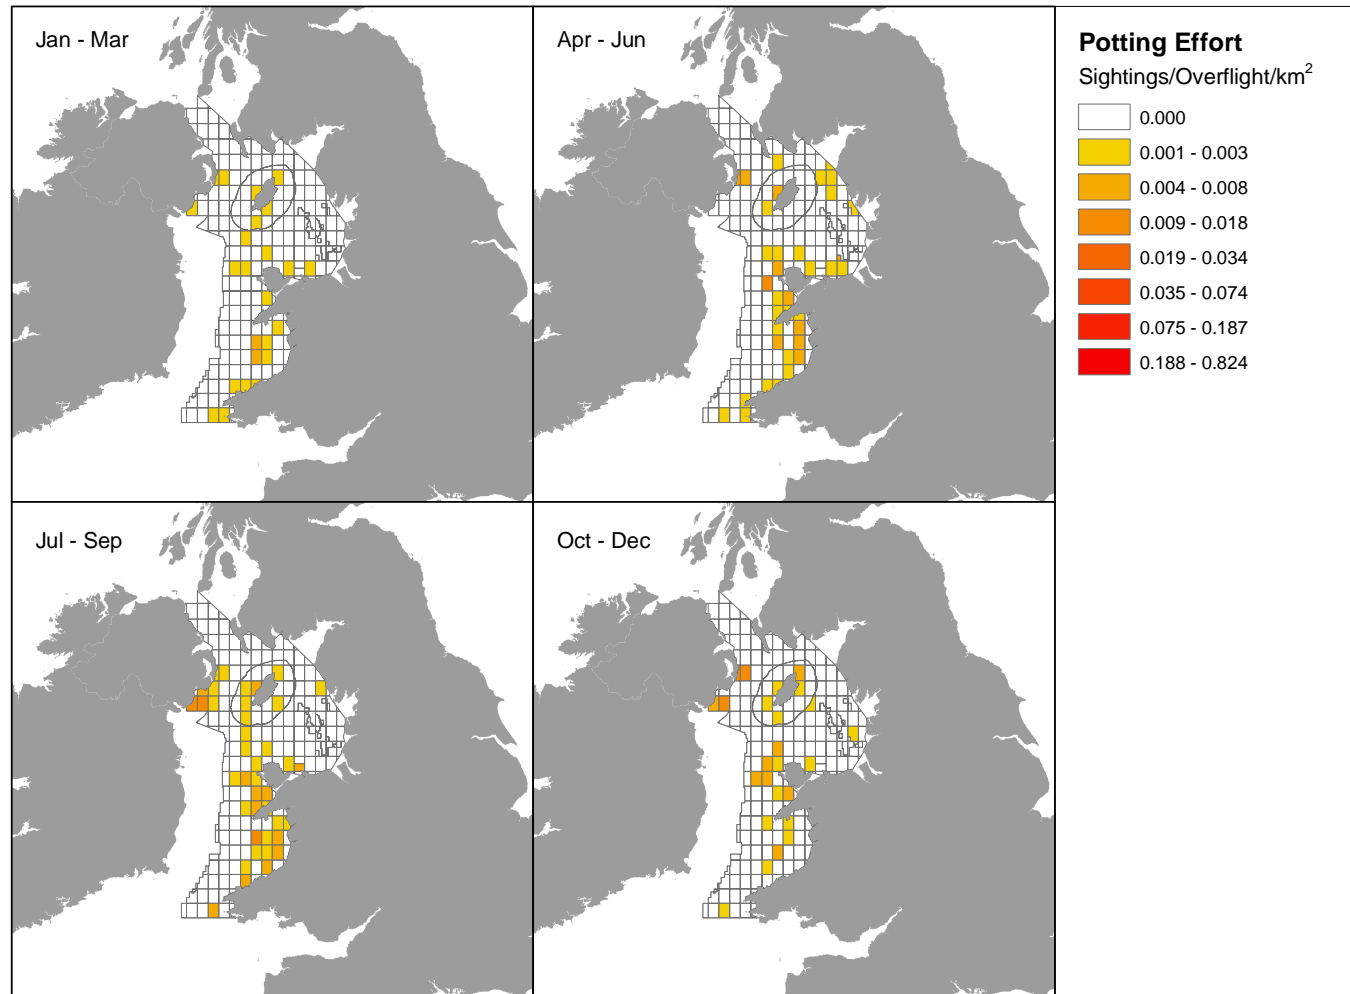 Jan - Mar
Apr - Jun
Jul - Sep
Oct - Dec
Potting Effort
Sightings/Overflight/km²
0.000
0.001 - 0.003
0.004 - 0.008
0.009 - 0.018
0.019 - 0.034
0.035 - 0.074
0.075 - 0.187
0.188 - 0.824